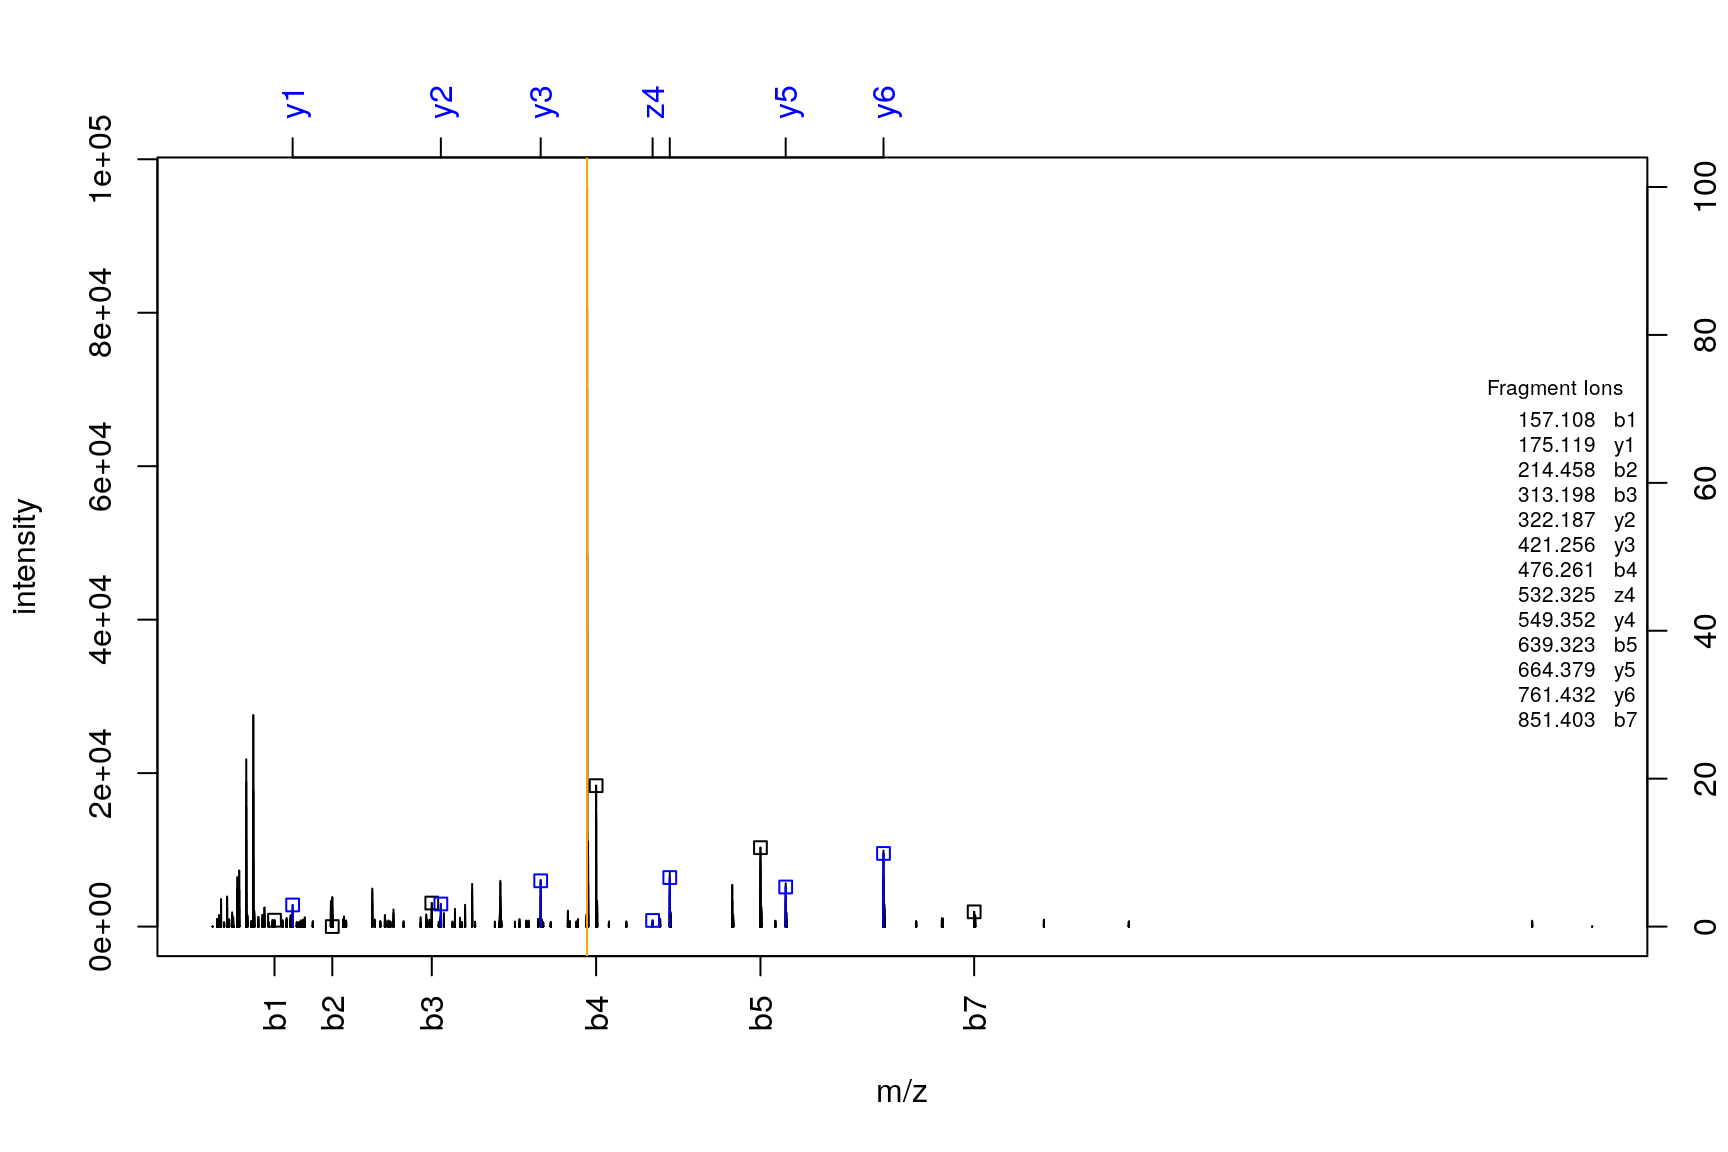 y1 y2 y3 z4 y5 y6
1e+05
8e+04
6e+04
4e+04
2e+04
0e+00
intensity
100
80
60
40
20
0
Fragment Ions
157.108 b1
175.119 y1
214.458 b2
313.198 b3
322.187 y2
421.256 y3
476.261 b4
532.325 z4
549.352 y4
639.323 b5
664.379 y5
761.432 y6
851.403 b7
b1 b2 b3 b4 b5 b7
m/z